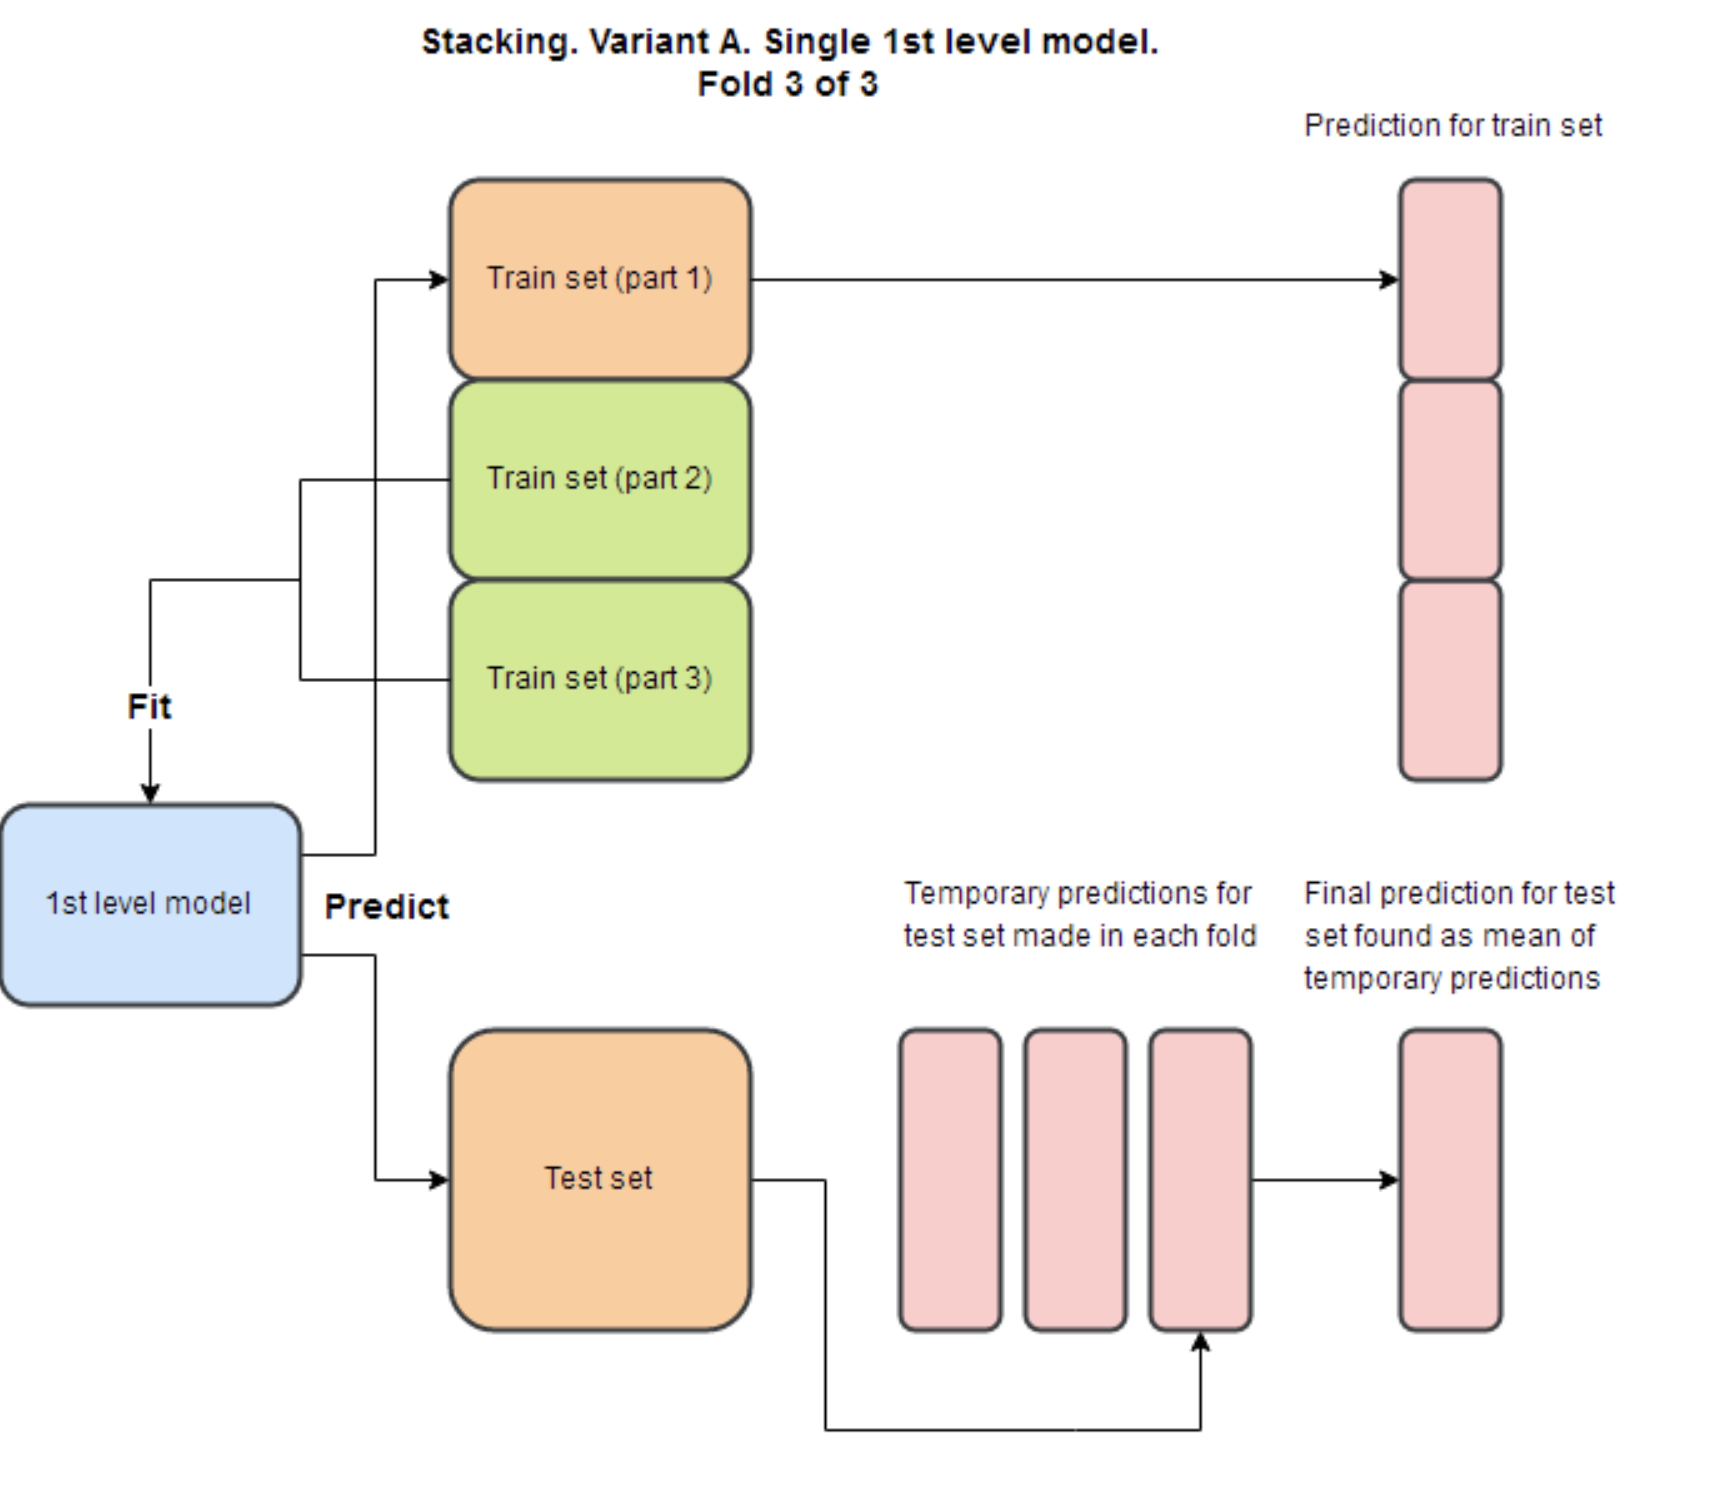 Stacking. Variant A. Single 1st level model.
Fold 3 of 3
Prediction for train set
Train set (part 1)
Train set (part 2)
Train set (part 3)
Fit
1st level model
Predict
Temporary predictions for
test set made in each fold
Final prediction for test
set found as mean of
temporary predictions
Test set